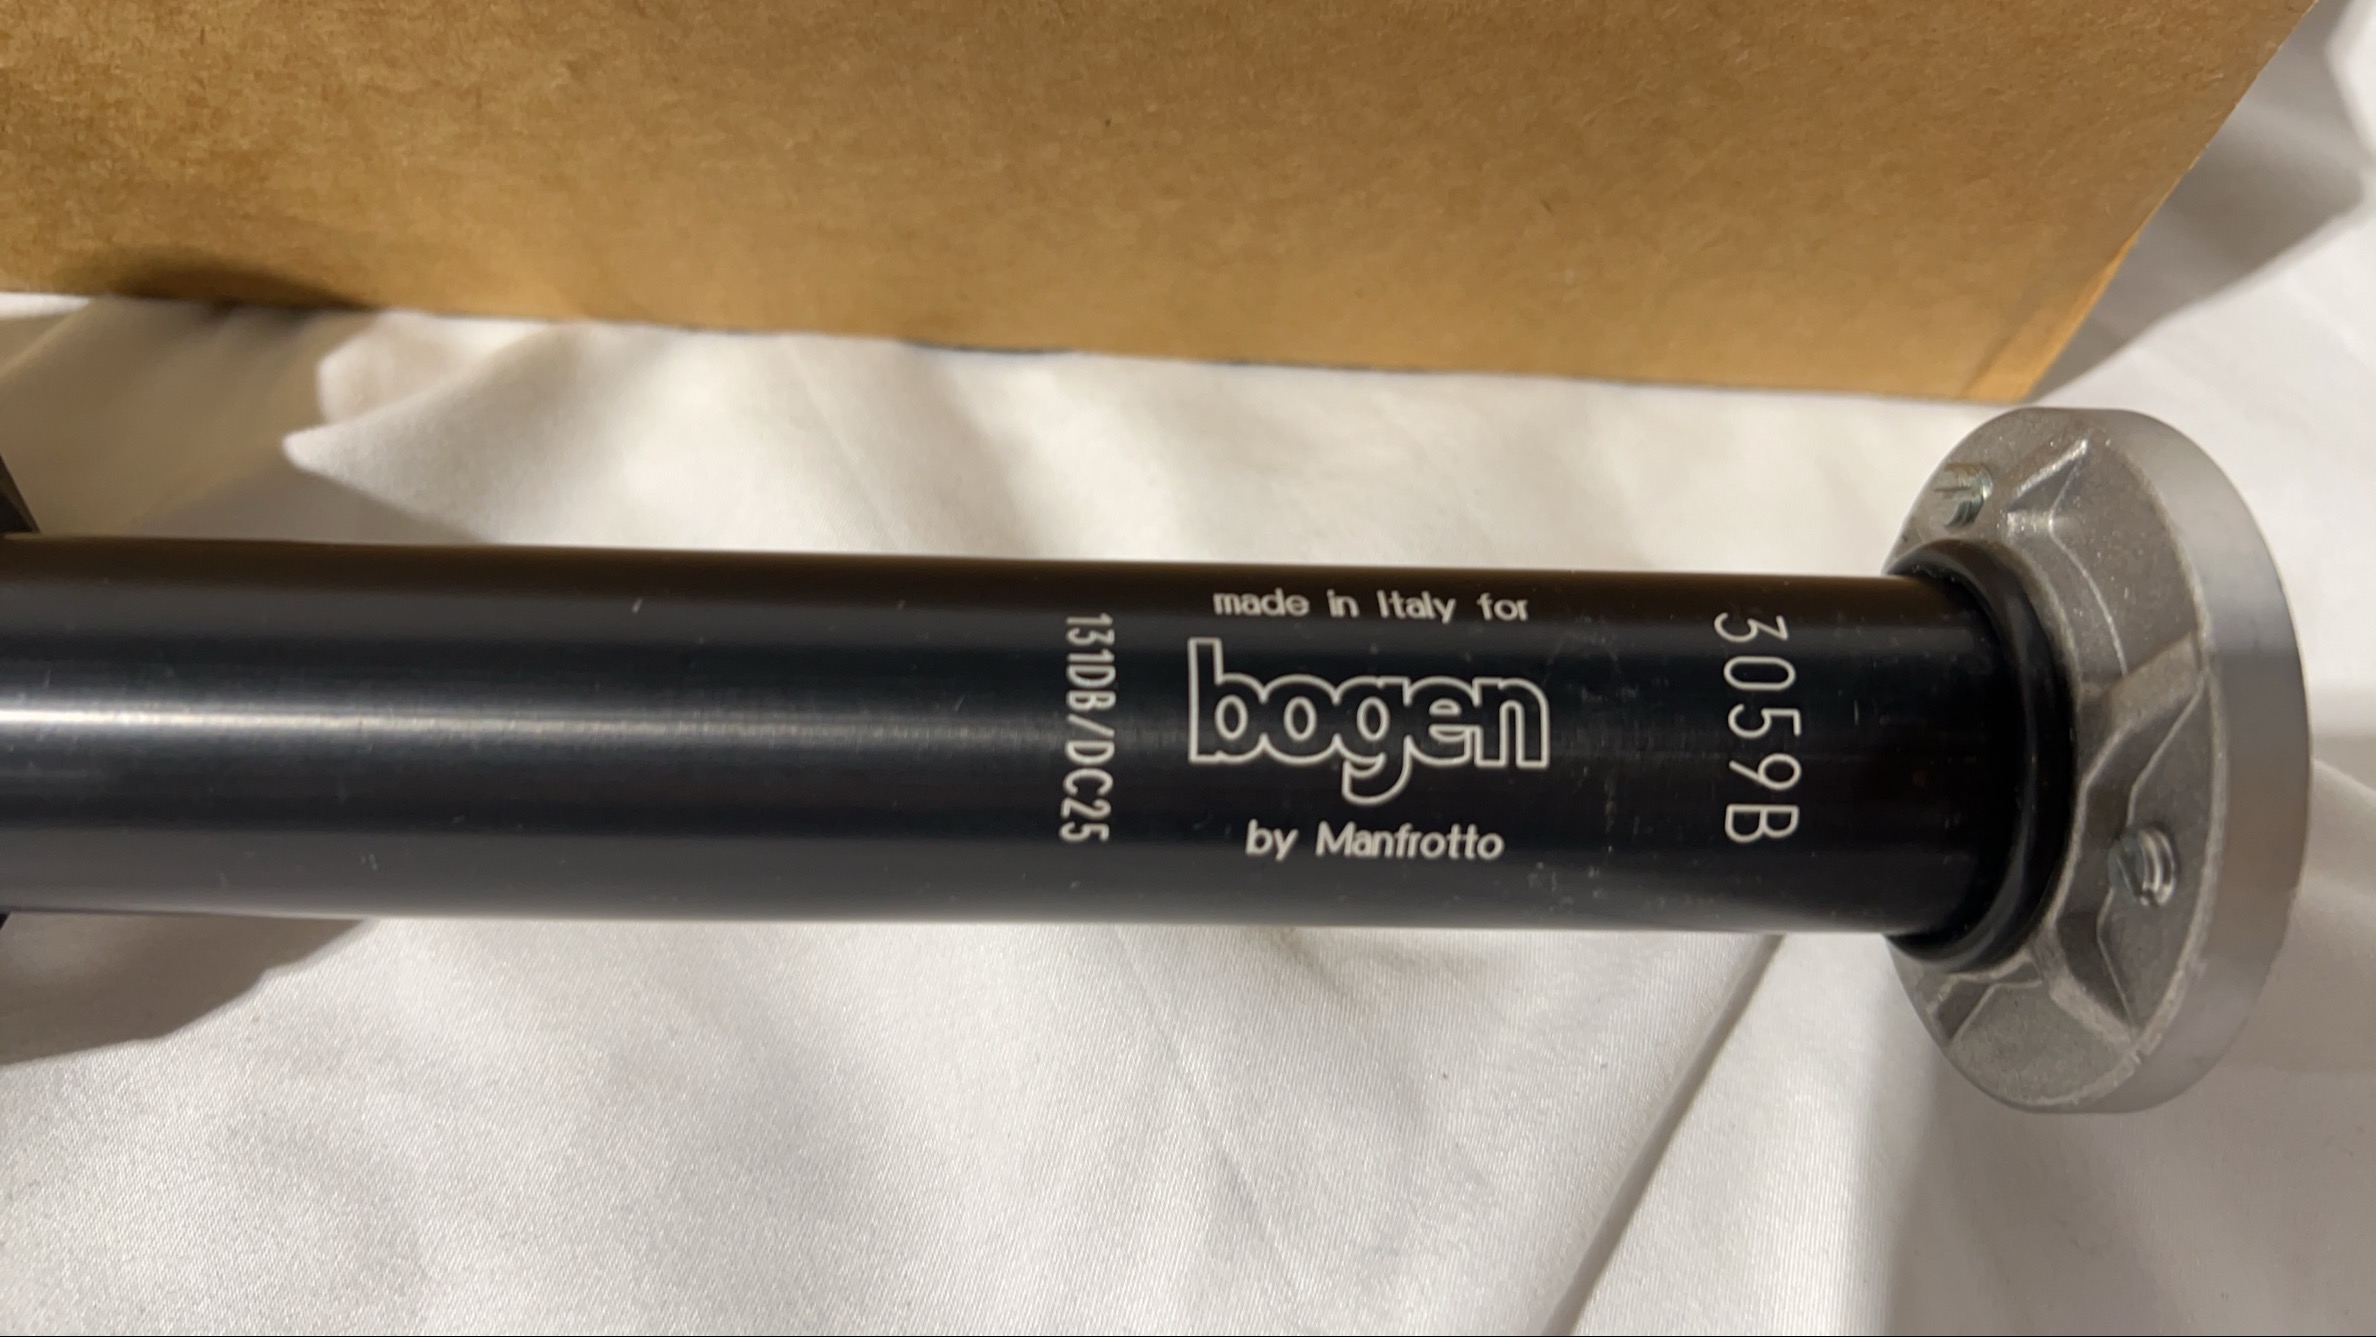 made in Italy for
bogen
by Manfrotto
131DB/DC25
3059B